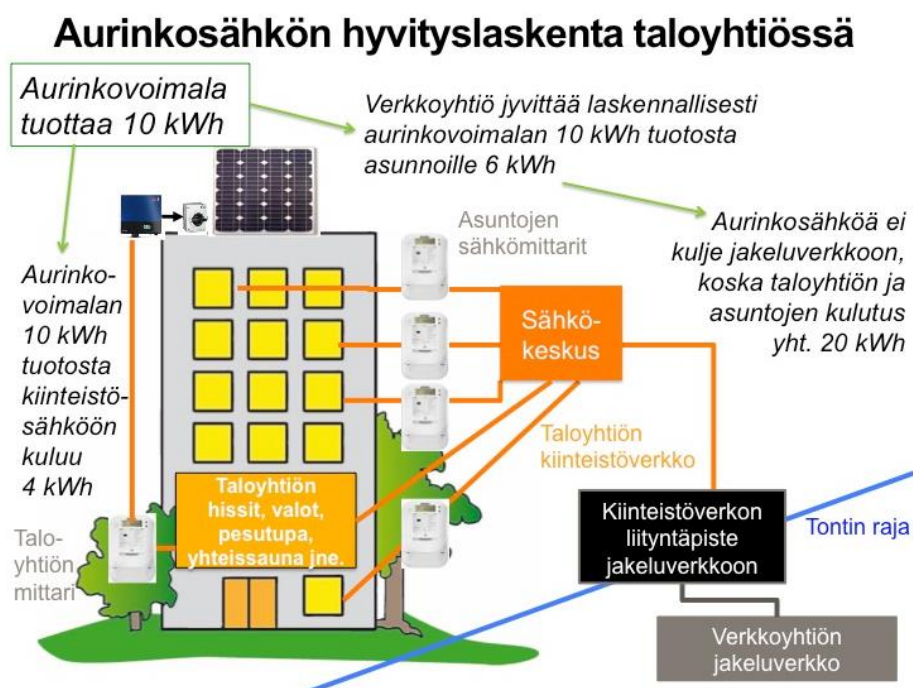 Aurinkosähkön hyvityslaskenta taloyhtiössä
Aurinkovoimala
tuottaa 10 kWh
Verkkoyhtiö jyvittää laskennallisesti
aurinkovoimalan 10 kWh tuotosta
asunnoille 6 kWh
Asuntojen
sähkömittarit
Aurinkosähköä ei
kulje jakeluverkkoon,
koska taloyhtiön ja
asuntojen kulutus
yht. 20 kWh
Aurinko-
voimalan
10 kWh
tuotosta
kiinteistö-
sähköön
kuluu
4 kWh
Sähkö-
keskus
Taloyhtiön
kiinteistöverkko
Taloyhtiön
hissit, valot,
pesutupa,
yhteissauna jne.
Talo-
yhtiön
mittari
Kiinteistöverkon
liityntäpiste
jakeluverkkoon
Tontin raja
Verkkoyhtiön
jakeluverkko